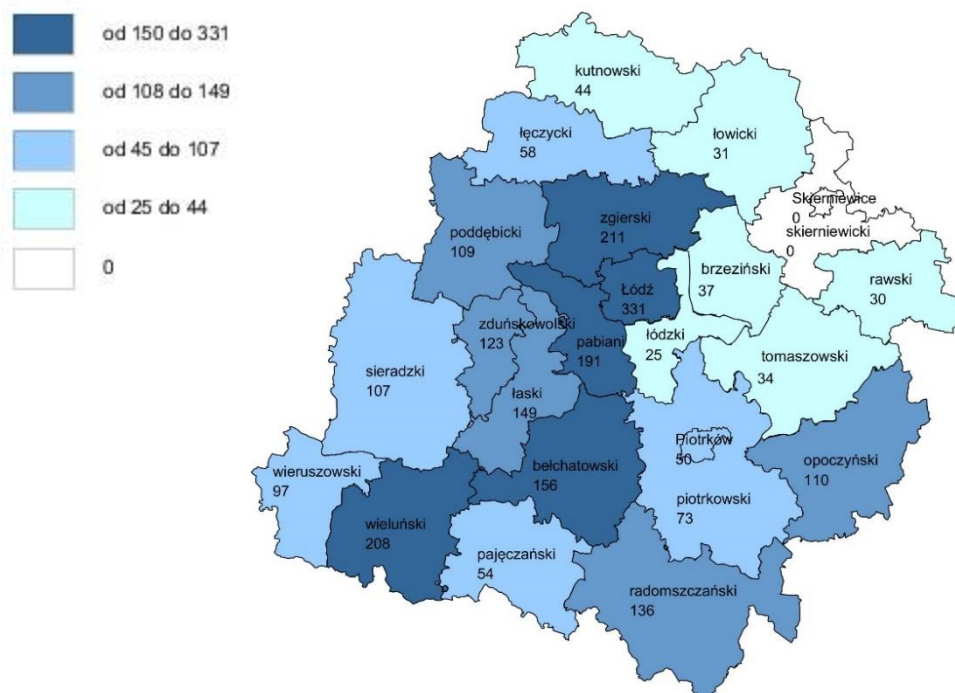 od 150 do 331
od 108 do 149
od 45 do 107
od 25 do 44
0
kutnowski
44
łęczycki
58
łowicki
31
Skierniewice
0
skierniewicki
0
zgierski
211
poddębicki
109
brzeziński
37
rawski
30
Łódź
331
zduńskowolski
123
pabiani
191
łódzki
25
tomaszowski
34
sieradzki
107
łaski
149
Piotrków
50
opoczyński
110
wieruszowski
97
bełchatowski
156
piotrkowski
73
wieluński
208
pajęczański
54
radomszczański
136